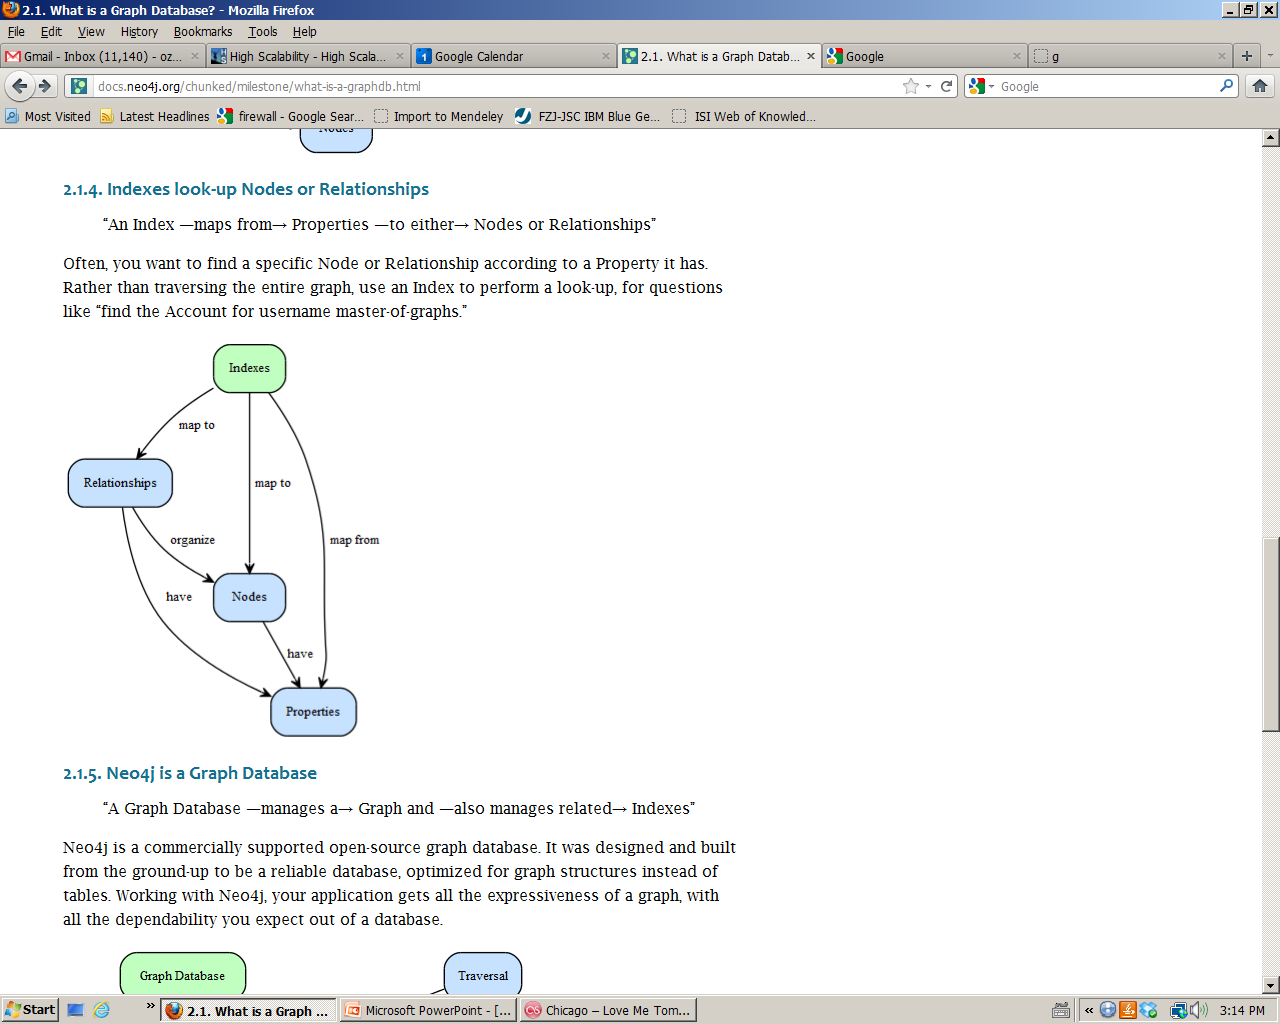 2.1. What is a Graph Database? - Mozilla Firefox
File Edit View History Bookmarks Tools Help
Gmail - Inbox (11,140) - oz... High Scalability - High Scala... Google Calendar 2.1. What is a Graph Datab... Google g
docs.neo4j.org/chunked/milestone/what-is-a-graphdb.html Google
Most Visited Latest Headlines firewall - Google Sear... Import to Mendeley FZJ-JSC IBM Blue Ge... ISI Web of Knowled...
Nodes
2.1.4. Indexes look-up Nodes or Relationships
“An Index —maps from→ Properties —to either→ Nodes or Relationships”
Often, you want to find a specific Node or Relationship according to a Property it has.
Rather than traversing the entire graph, use an Index to perform a look-up, for questions
like “find the Account for username master-of-graphs.”
Indexes
map to
Relationships
map to
organize
map from
have
Nodes
have
Properties
2.1.5. Neo4j is a Graph Database
“A Graph Database —manages a→ Graph and —also manages related→ Indexes”
Neo4j is a commercially supported open-source graph database. It was designed and built
from the ground-up to be a reliable database, optimized for graph structures instead of
tables. Working with Neo4j, your application gets all the expressiveness of a graph, with
all the dependability you expect out of a database.
Graph Database Traversal
Start » 2.1. What is a Graph ... Microsoft PowerPoint - [... Chicago – Love Me Tom... « 3:14 PM